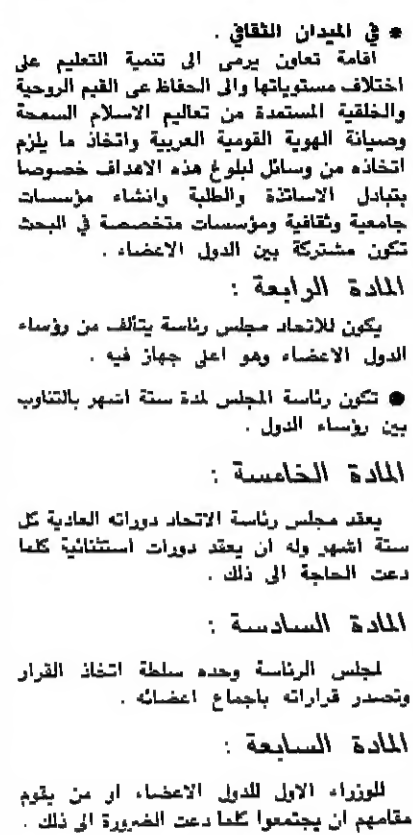 ● في الميدان الثقافي .
اقامة تعاون يرمى الى تنمية التعليم على
اختلاف مستوياتها والى الحفاظ عى القيم الروحية
والخلقية المستمدة من تعاليم الاسلام السمحة
وصيانة الهوية القومية العربية واتخاذ ما يلزم
اتخاذه من وسائل لبلوغ هذه الاهداف خصوصا
بتبادل الاساتذة والطلبة وانشاء مؤسسات
جامعية وثقافية ومؤسسات متخصصة في البحث
تكون مشتركة بين الدول الاعضاء .
المادة الرابعة :
يكون للاتحاد مجلس رئاسة يتألف من رؤساء
الدول الاعضاء وهو اعلى جهاز فيه .
● تكون رئاسة المجلس لمدة ستة اشهر بالتناوب
بين رؤساء الدول .
المادة الخامسة :
يعقد مجلس رئاسة الاتحاد دوراته العادية كل
ستة اشهر وله ان يعقد دورات استثنائية كلما
دعت الحاجة الى ذلك .
المادة السادسة :
لمجلس الرئاسة وحده سلطة اتخاذ القرار
وتصدر قراراته باجماع اعضائه .
المادة السابعة :
للوزراء الاول للدول الاعضاء او من يقوم
مقامهم ان يجتمعوا كلما دعت الضرورة الى ذلك .